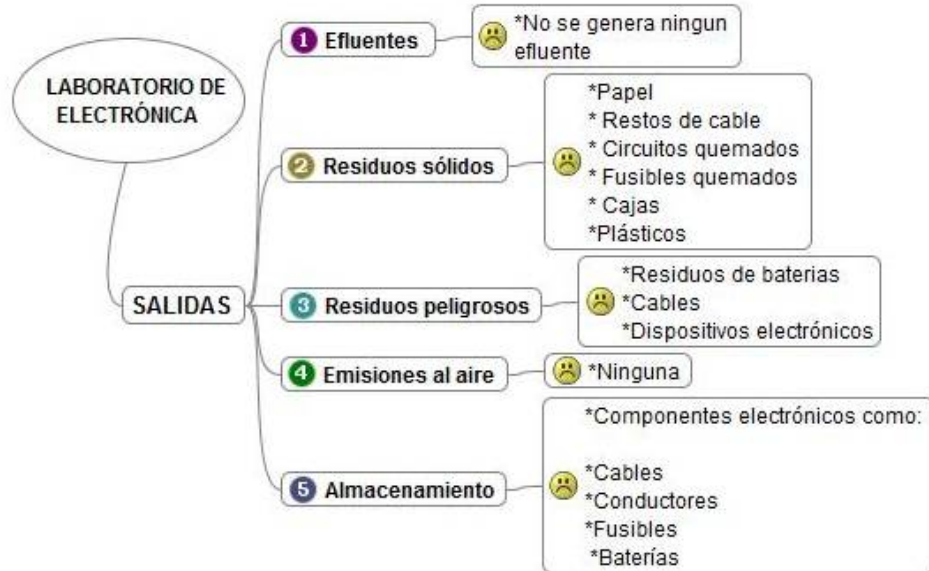 LABORATORIO DE
ELECTRÓNICA
SALIDAS
1 Efluentes
*No se genera ningun
efluente
2 Residuos sólidos
*Papel
* Restos de cable
* Circuitos quemados
* Fusibles quemados
* Cajas
*Plásticos
3 Residuos peligrosos
*Residuos de baterias
*Cables
*Dispositivos electrónicos
4 Emisiones al aire
*Ninguna
5 Almacenamiento
*Componentes electrónicos como:
*Cables
*Conductores
*Fusibles
*Baterías